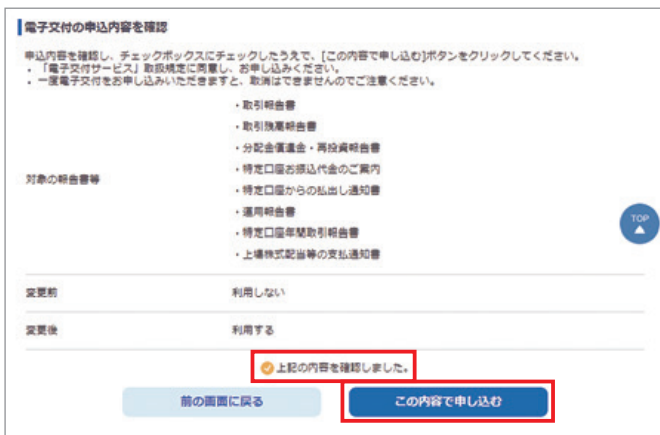 電子交付の申込内容を確認
申込内容を確認し、チェックボックスにチェックしたうえで、[この内容で申し込む]ボタンをクリックしてください。
・「電子交付サービス」取扱規定に同意し、お申し込みください。
・一度電子交付をお申し込みいただきますと、取消はできませんのでご注意ください。
対象の報告書等
・取引報告書
・取引残高報告書
・分配金償還金・再投資報告書
・特定口座お振込代金のご案内
・特定口座からの払出し通知書
・運用報告書
・特定口座年間取引報告書
・上場株式配当等の支払通知書
TOP
変更前 利用しない
変更後 利用する
上記の内容を確認しました。
前の画面に戻る この内容で申し込む